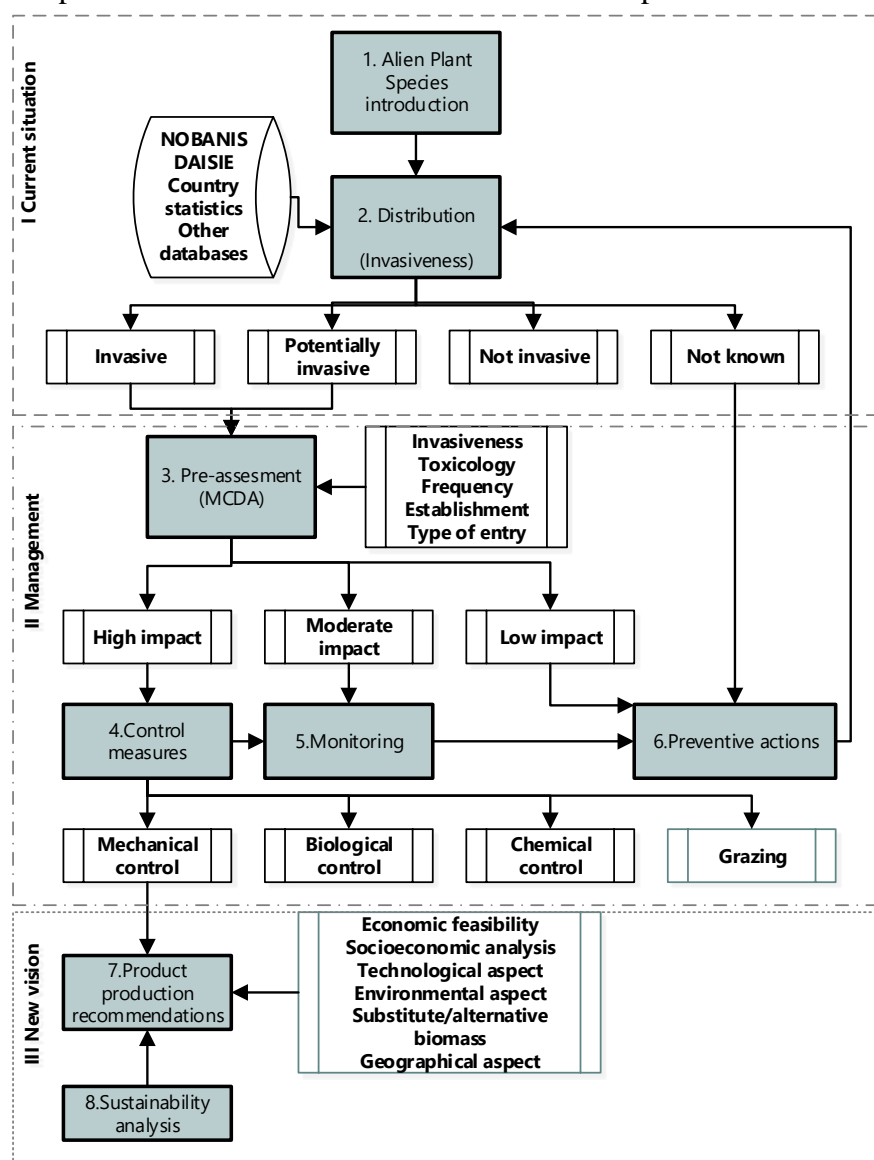 I Current situation
1. Alien Plant
Species
introduction
NOBANIS
DAISIE
Country
statistics
Other
databases
2. Distribution
(Invasiveness)
Invasive
Potentially
invasive
Not invasive
Not known
II Management
3. Pre-assesment
(MCDA)
Invasiveness
Toxicology
Frequency
Establishment
Type of entry
High impact
Moderate
impact
Low impact
4.Control
measures
5.Monitoring
6.Preventive actions
Mechanical
control
Biological
control
Chemical
control
Grazing
III New vision
7.Product
production
recommendations
Economic feasibility
Socioeconomic analysis
Technological aspect
Environmental aspect
Substitute/alternative
biomass
Geographical aspect
8.Sustainability
analysis